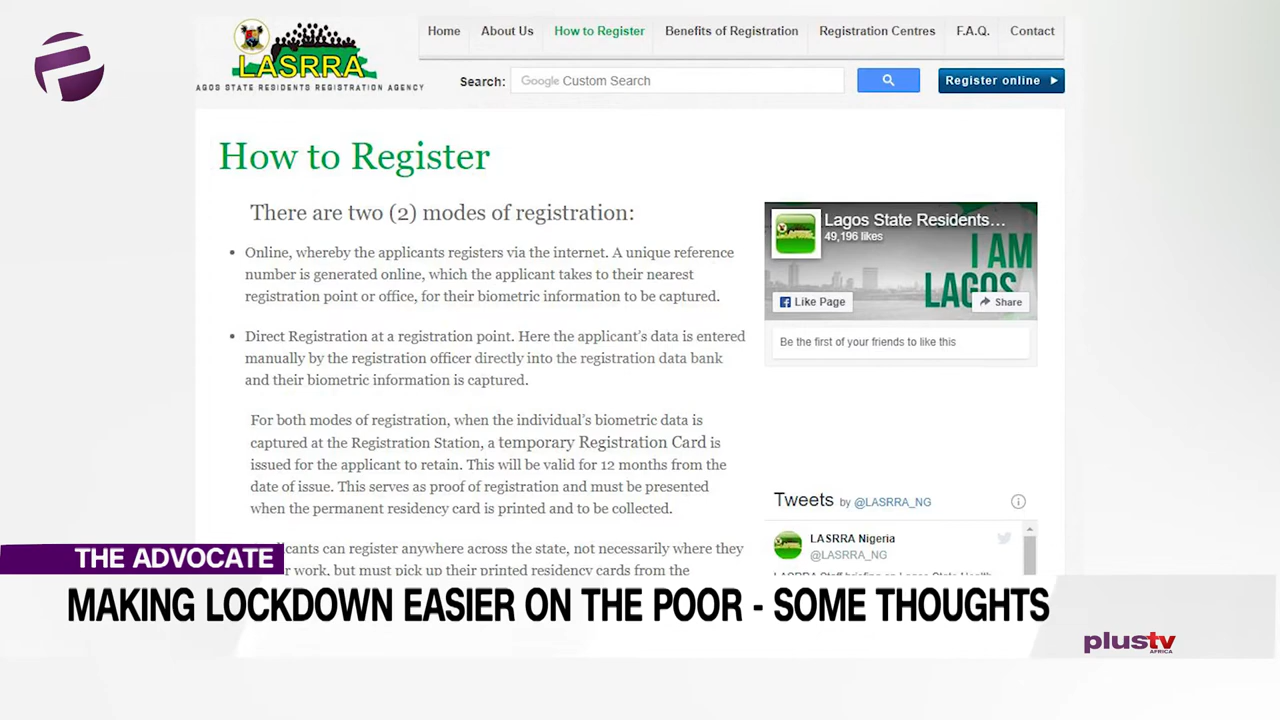 Home About Us How to Register Benefits of Registration Registration Centres F.A.Q. Contact
LASRRA
AGOS STATE RESIDENTS REGISTRATION AGENCY
Search: Google Custom Search Register online
How to Register
There are two (2) modes of registration:
Online, whereby the applicants registers via the internet. A unique reference
number is generated online, which the applicant takes to their nearest
registration point or office, for their biometric information to be captured.
Direct Registration at a registration point. Here the applicant's data is entered
manually by the registration officer directly into the registration data bank
and their biometric information is captured.
For both modes of registration, when the individual's biometric data is
captured at the Registration Station, a temporary Registration Card is
issued for the applicant to retain. This will be valid for 12 months from the
date of issue. This serves as proof of registration and must be presented
when the permanent residency card is printed and to be collected.
can register anywhere across the state, not necessarily where they
work, but must pick up their printed residency cards from the
Lagos State Residents...
49,196 likes
I AM
LAGOS
Like Page Share
Be the first of your friends to like this
Tweets by @LASRRA_NG
LASRRA Nigeria
@LASRRA_NG
THE ADVOCATE
MAKING LOCKDOWN EASIER ON THE POOR - SOME THOUGHTS
plustv
AFRICA